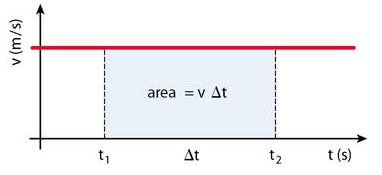 v (m/s)
area = v Δt
t₁ Δt t₂ t (s)